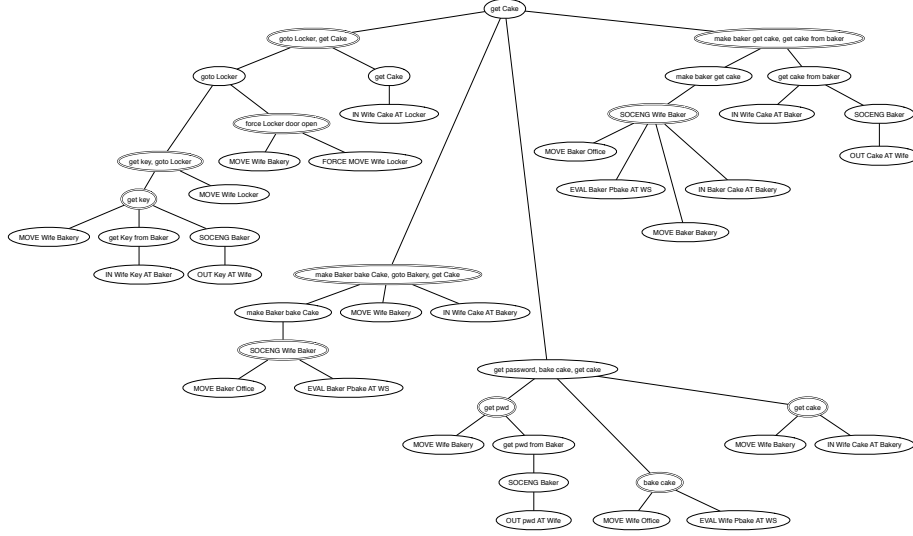 get Cake
goto Locker, get Cake
make baker get cake, get cake from baker
goto Locker
get Cake
make baker get cake
get cake from baker
IN Wife Cake AT Locker
SOCENG Wife Baker
IN Wife Cake AT Baker
SOCENG Baker
force Locker door open
MOVE Baker Office
OUT Cake AT Wife
get key, goto Locker
MOVE Wife Bakery
FORCE MOVE Wife Locker
MOVE Wife Locker
EVAL Baker Pbake AT WS
IN Baker Cake AT Bakery
get key
MOVE Baker Bakery
MOVE Wife Bakery
get Key from Baker
SOCENG Baker
IN Wife Key AT Baker
OUT Key AT Wife
make Baker bake Cake, goto Bakery, get Cake
make Baker bake Cake
MOVE Wife Bakery
IN Wife Cake AT Bakery
SOCENG Wife Baker
MOVE Baker Office
EVAL Baker Pbake AT WS
get password, bake cake, get cake
get pwd
get cake
MOVE Wife Bakery
get pwd from Baker
MOVE Wife Bakery
IN Wife Cake AT Bakery
SOCENG Baker
bake cake
OUT pwd AT Wife
MOVE Wife Office
EVAL Wife Pbake AT WS